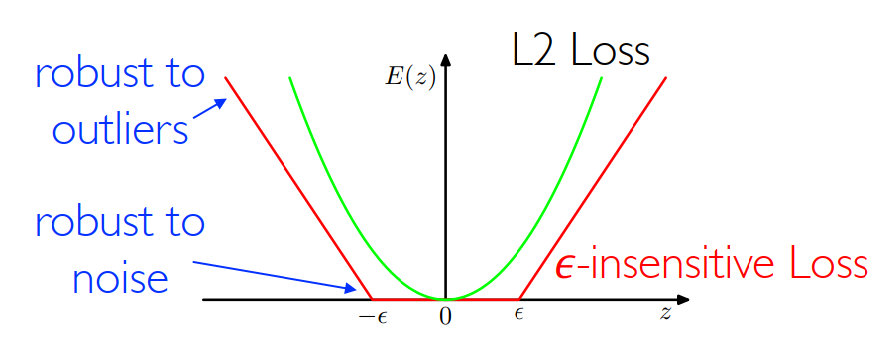 L2 Loss
robust to
outliers
E(z)
robust to
noise
ϵ-insensitive Loss
−ϵ
0
ϵ
z